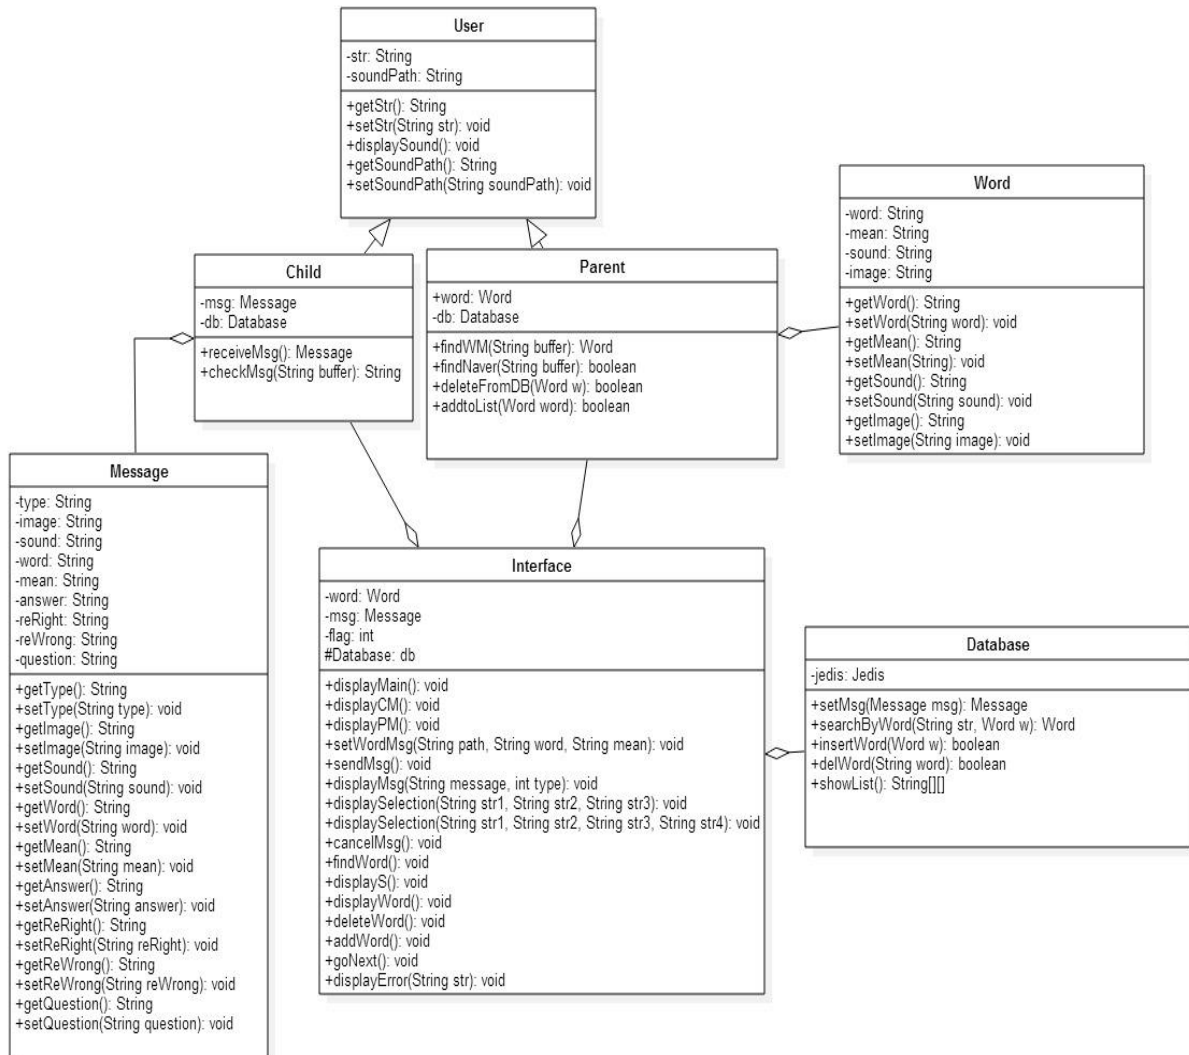 User
-str: String
-soundPath: String
+getStr(): String
+setStr(String str): void
+displaySound(): void
+getSoundPath(): String
+setSoundPath(String soundPath): void
Word
-word: String
-mean: String
-sound: String
-image: String
+getWord(): String
+setWord(String word): void
+getMean(): String
+setMean(String): void
+getSound(): String
+setSound(String sound): void
+getImage(): String
+setImage(String image): void
Child
-msg: Message
-db: Database
+receiveMsg(): Message
+checkMsg(String buffer): String
Parent
+word: Word
-db: Database
+findWM(String buffer): Word
+findNaver(String buffer): boolean
+deleteFromDB(Word w): boolean
+addtoList(Word word): boolean
Message
-type: String
-image: String
-sound: String
-word: String
-mean: String
-answer: String
-reRight: String
-reWrong: String
-question: String
+getType(): String
+setType(String type): void
+getImage(): String
+setImage(String image): void
+getSound(): String
+setSound(String sound): void
+getWord(): String
+setWord(String word): void
+getMean(): String
+setMean(String mean): void
+getAnswer(): String
+setAnswer(String answer): void
+getReRight(): String
+setReRight(String reRight): void
+getReWrong(): String
+setReWrong(String reWrong): void
+getQuestion(): String
+setQuestion(String question): void
Interface
-word: Word
-msg: Message
-flag: int
#Database: db
+displayMain(): void
+displayCM(): void
+displayPM(): void
+setWordMsg(String path, String word, String mean): void
+sendMsg(): void
+displayMsg(String message, int type): void
+displaySelection(String str1, String str2, String str3): void
+displaySelection(String str1, String str2, String str3, String str4): void
+cancelMsg(): void
+findWord(): void
+displayS(): void
+displayWord(): void
+deleteWord(): void
+addWord(): void
+goNext(): void
+displayError(String str): void
Database
-jedis: Jedis
+setMsg(Message msg): Message
+searchByWord(String str, Word w): Word
+insertWord(Word w): boolean
+delWord(String word): boolean
+showList(): String[][]